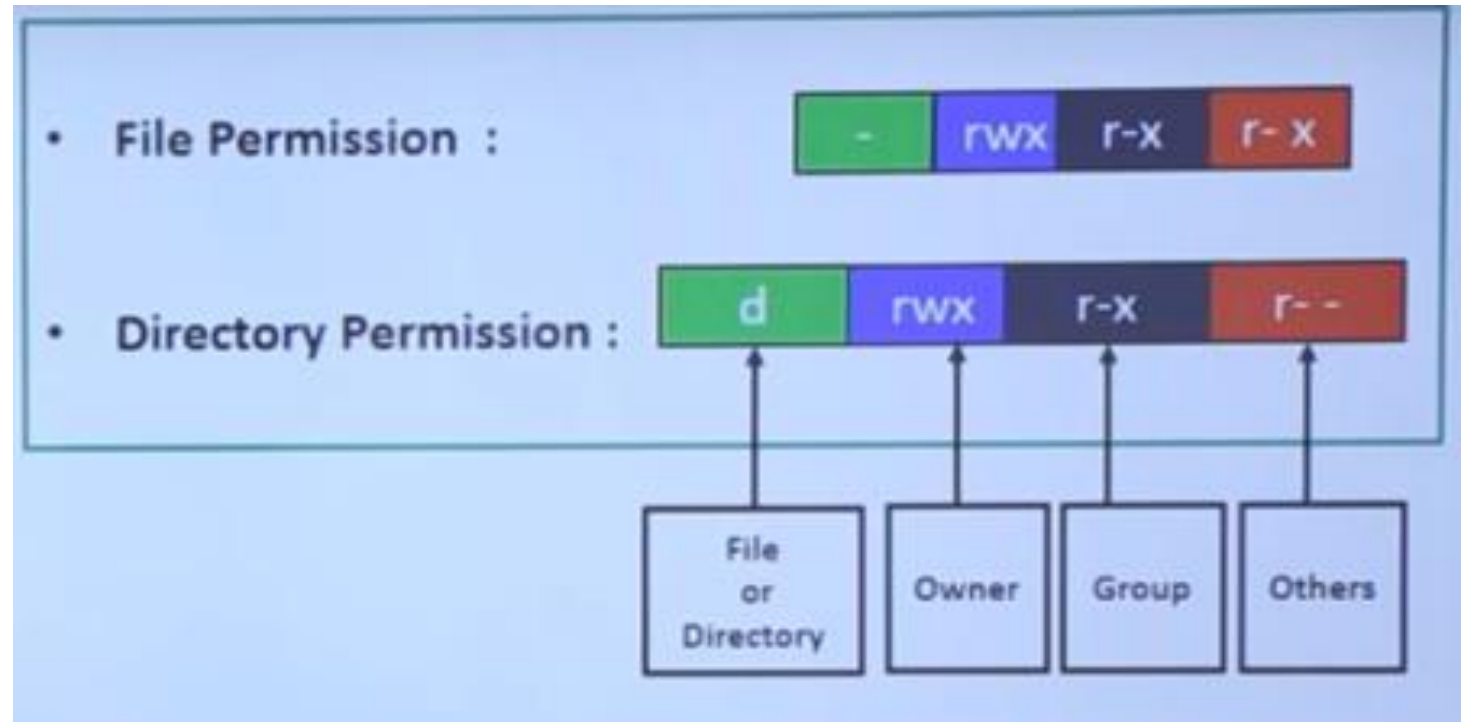 • File Permission : - rwx r-x r- x
• Directory Permission : d rwx r-x r- -
File
or
Directory
Owner
Group
Others